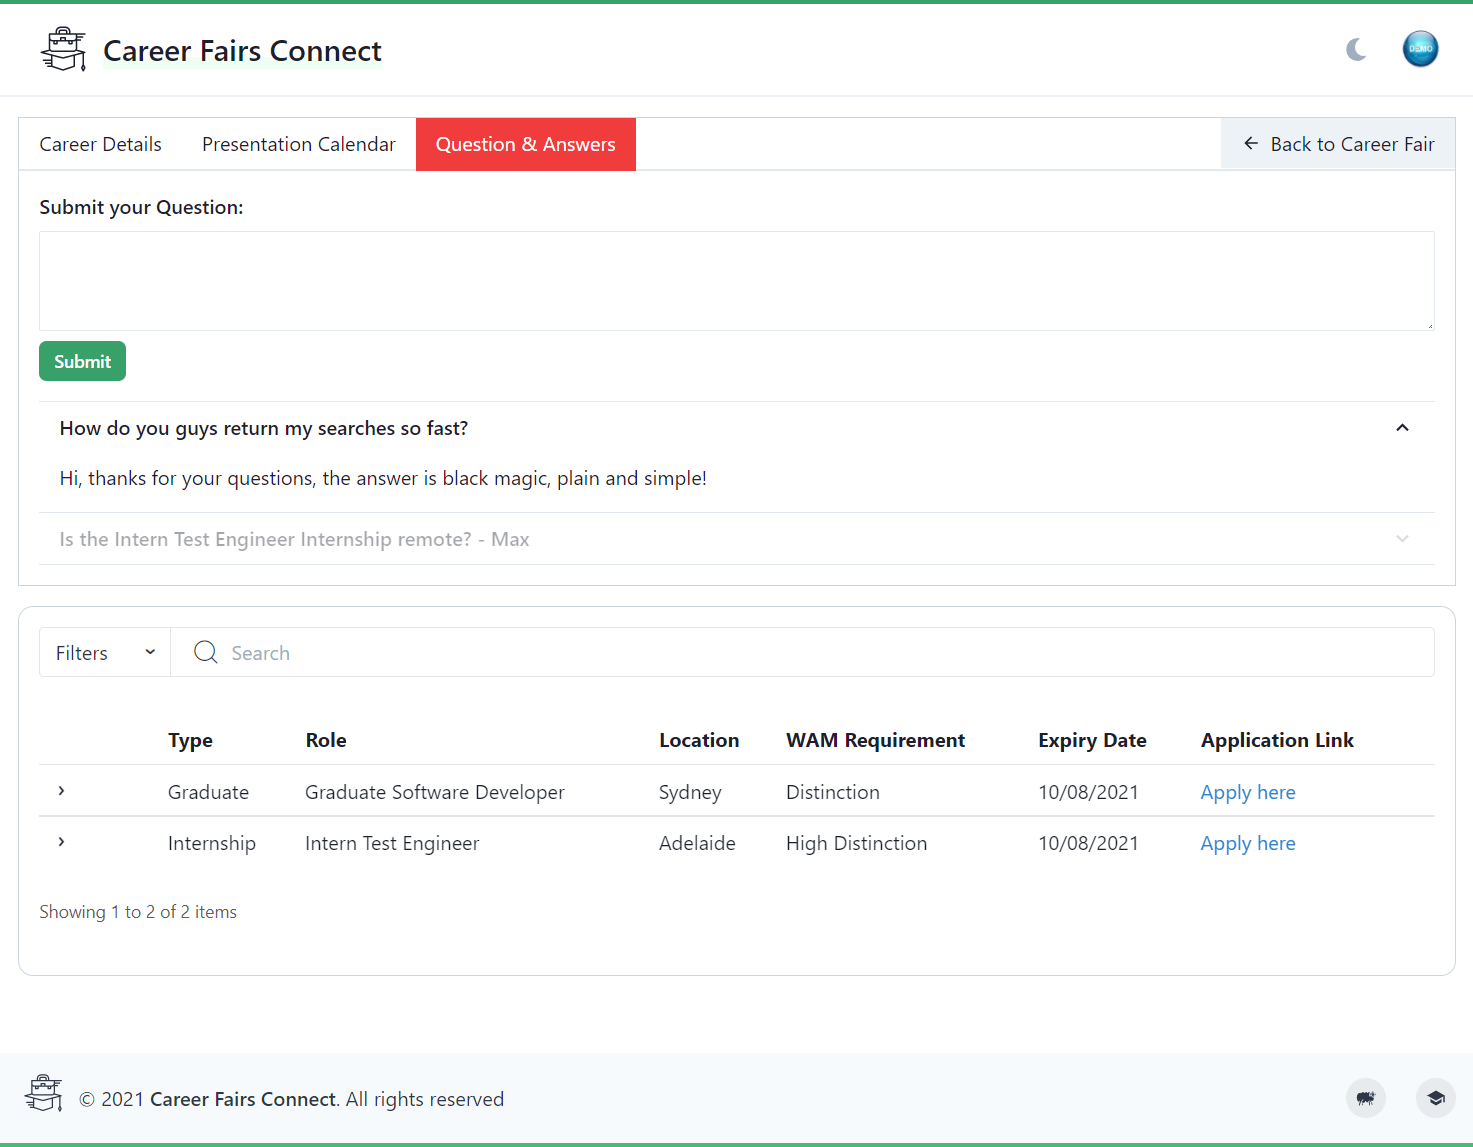 Career Fairs Connect
DEMO
Career Details Presentation Calendar Question & Answers Back to Career Fair
Submit your Question:
Submit
How do you guys return my searches so fast?
Hi, thanks for your questions, the answer is black magic, plain and simple!
Is the Intern Test Engineer Internship remote? - Max
Filters Search
Type Role Location WAM Requirement Expiry Date Application Link
Graduate Graduate Software Developer Sydney Distinction 10/08/2021 Apply here
Internship Intern Test Engineer Adelaide High Distinction 10/08/2021 Apply here
Showing 1 to 2 of 2 items
© 2021 Career Fairs Connect. All rights reserved